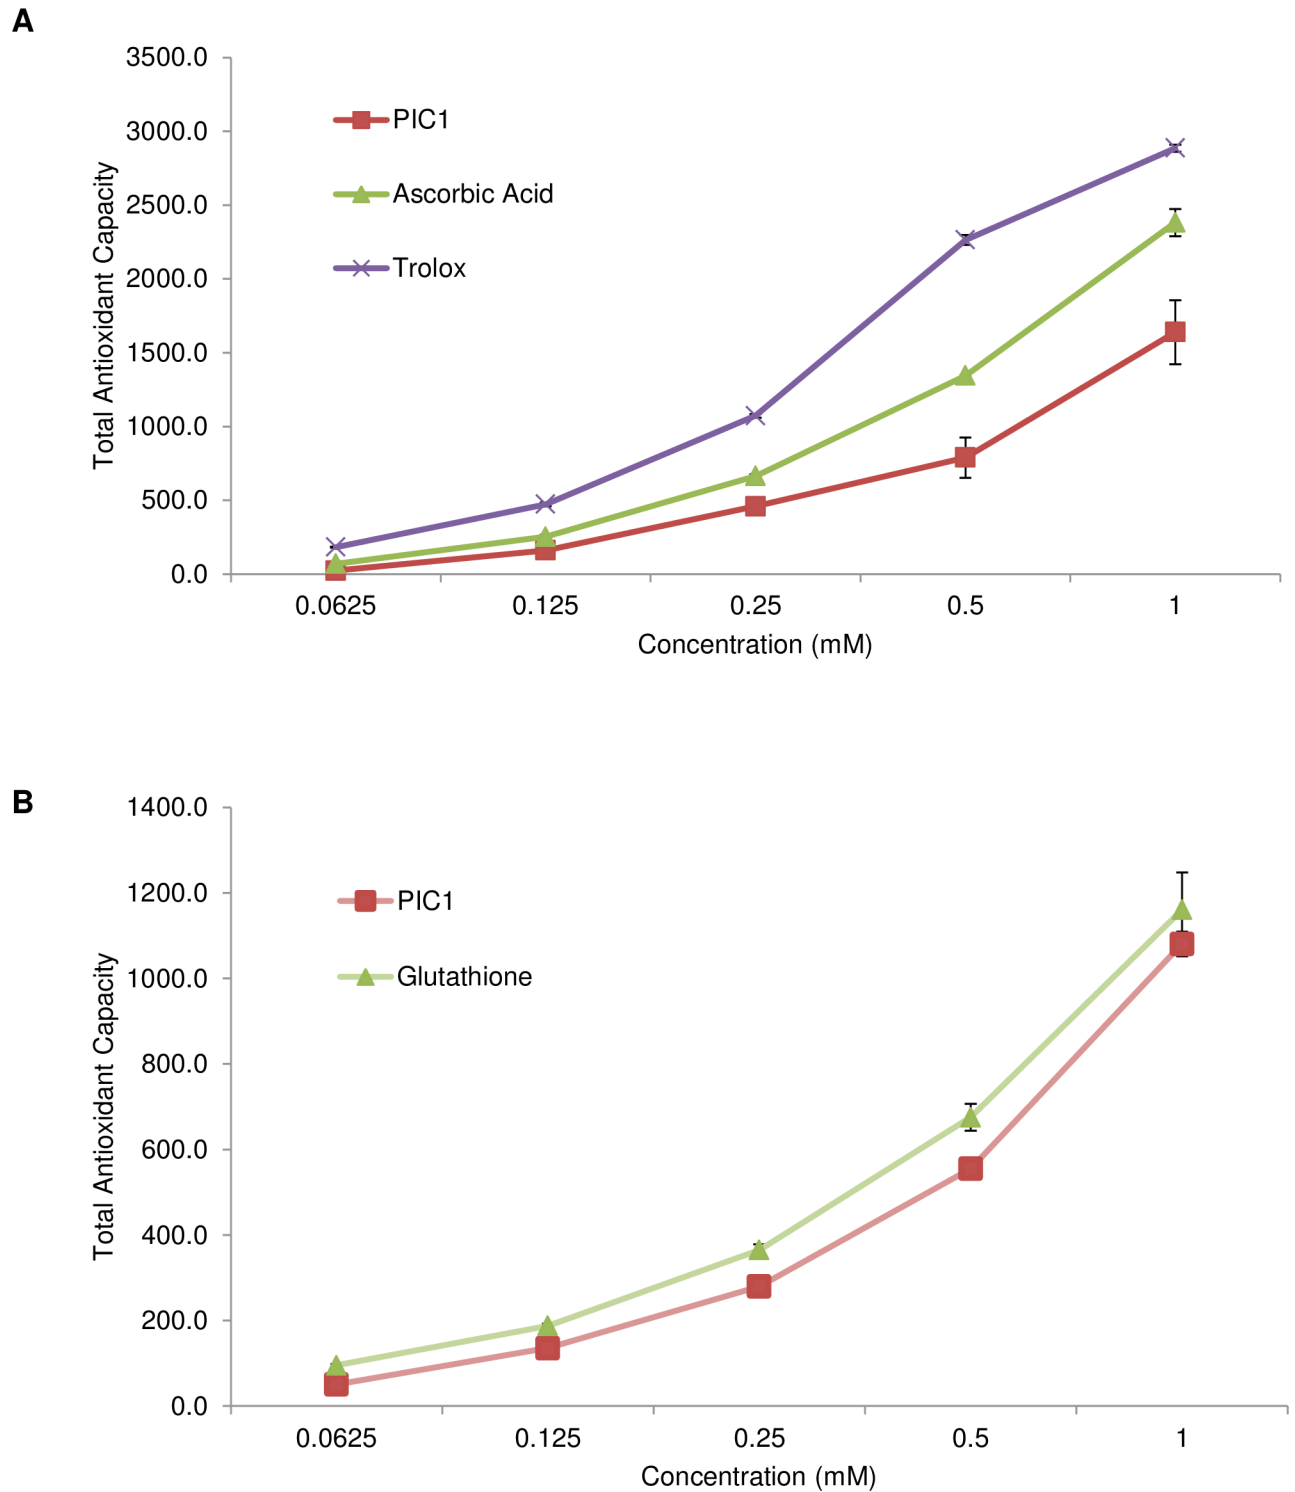 A
3500.0
3000.0
2500.0
2000.0
1500.0
1000.0
500.0
0.0
Total Antioxidant Capacity
PIC1
Ascorbic Acid
Trolox
0.0625 0.125 0.25 0.5 1
Concentration (mM)
B
1400.0
1200.0
1000.0
800.0
600.0
400.0
200.0
0.0
Total Antioxidant Capacity
PIC1
Glutathione
0.0625 0.125 0.25 0.5 1
Concentration (mM)